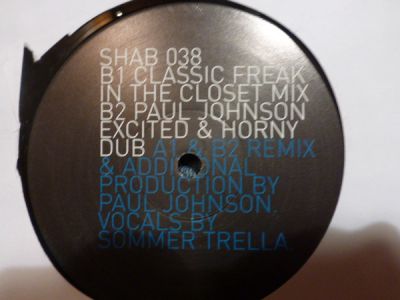 SHAB 038
B1 CLASSIC FREAK
IN THE CLOSET MIX
B2 PAUL JOHNSON
EXCITED & HORNY
DUB A1 & B2 REMIX
& ADDITIONAL
PRODUCTION BY
PAUL JOHNSON.
VOCALS BY
SOMMER TRELLA.